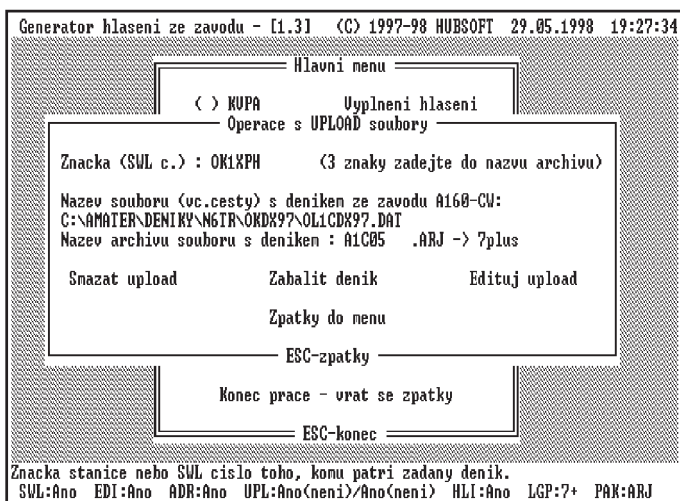 Generator hlaseni ze zavodu - [1.3] (C) 1997-98 HUBSOFT 29.05.1998 19:27:34
Hlavni menu
( ) KVPA Vyplneni hlaseni
Operace s UPLOAD soubory
Znacka (SWL c.) : OK1XPH (3 znaky zadejte do nazvu archivu)
Nazev souboru (vc.cesty) s denikem ze zavodu A160-CW:
C:\AMATER\DENIKY\N6TR\OKDX97\OL1CDX97.DAT
Nazev archivu souboru s denikem : A1C05 .ARJ -> 7plus
Smazat upload Zabalit denik Edituj upload
Zpatky do menu
ESC-zpatky
Konec prace - vrat se zpatky
ESC-konec
Znacka stanice nebo SWL cislo toho, komu patri zadany denik.
SWL:Ano EDI:Ano ADR:Ano UPL:Ano(neni)/Ano(neni) HLI:Ano LGP:7+ PAK:ARJ